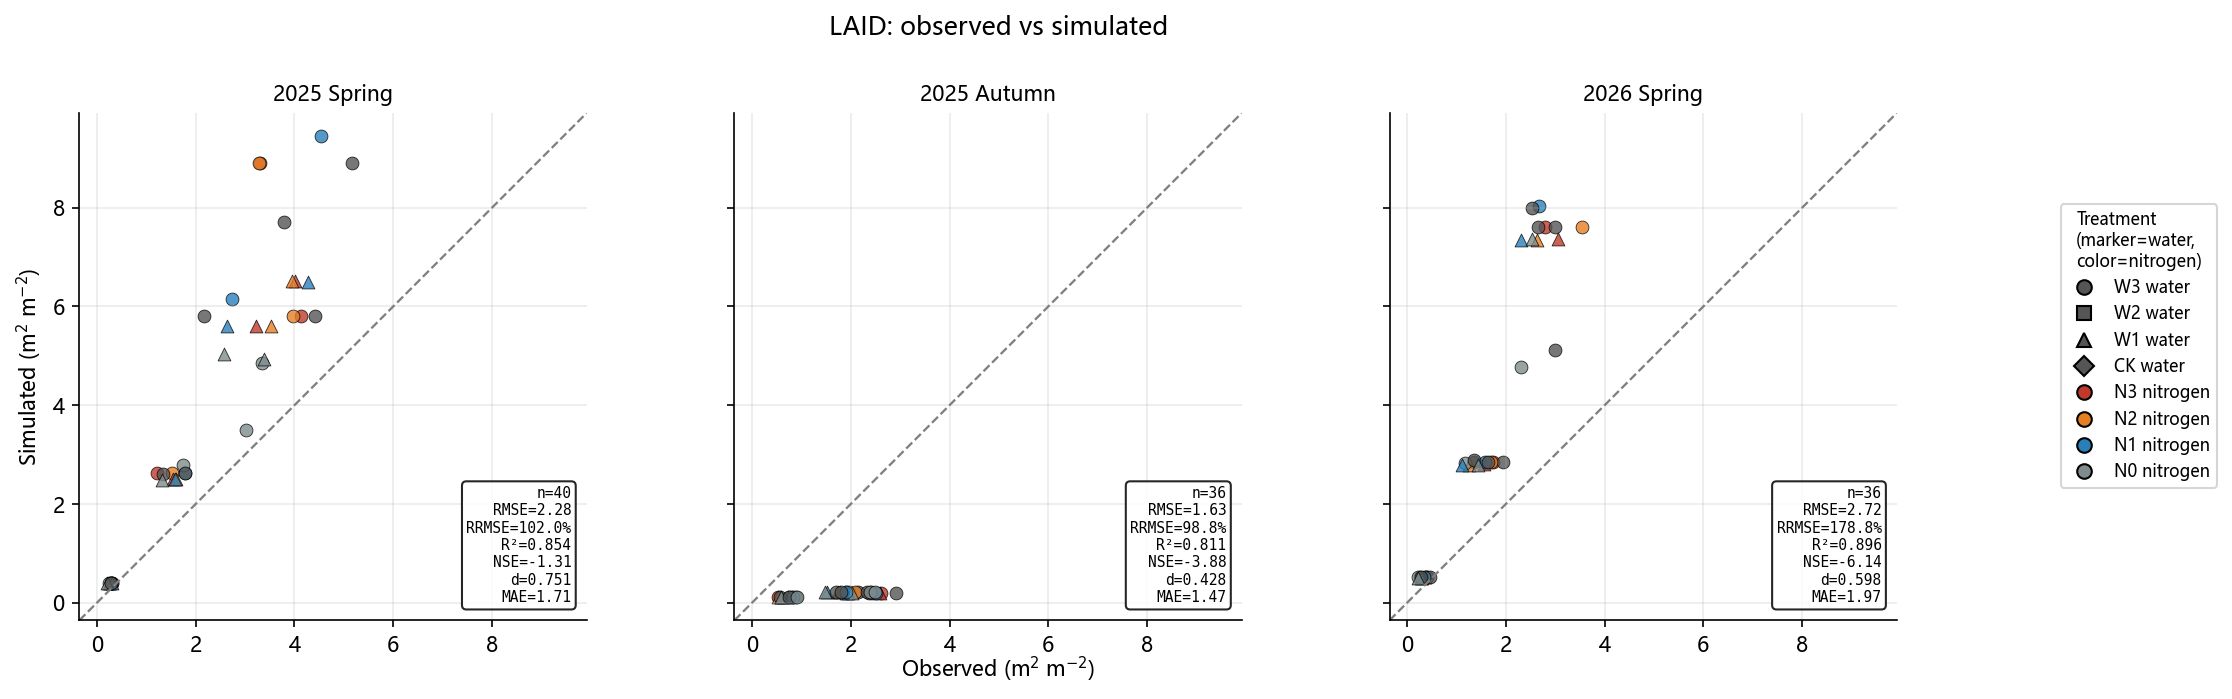 LAID: observed vs simulated
2025 Spring
2025 Autumn
2026 Spring
Simulated (m² m⁻²)
8
6
4
2
0
n=40
RMSE=2.28
RRMSE=102.0%
R²=0.854
NSE=-1.31
d=0.751
MAE=1.71
0 2 4 6 8
n=36
RMSE=1.63
RRMSE=98.8%
R²=0.811
NSE=-3.88
d=0.428
MAE=1.47
0 2 4 6 8
n=36
RMSE=2.72
RRMSE=178.8%
R²=0.896
NSE=-6.14
d=0.598
MAE=1.97
0 2 4 6 8
Observed (m² m⁻²)
Treatment
(marker=water,
color=nitrogen)
W3 water
W2 water
W1 water
CK water
N3 nitrogen
N2 nitrogen
N1 nitrogen
N0 nitrogen